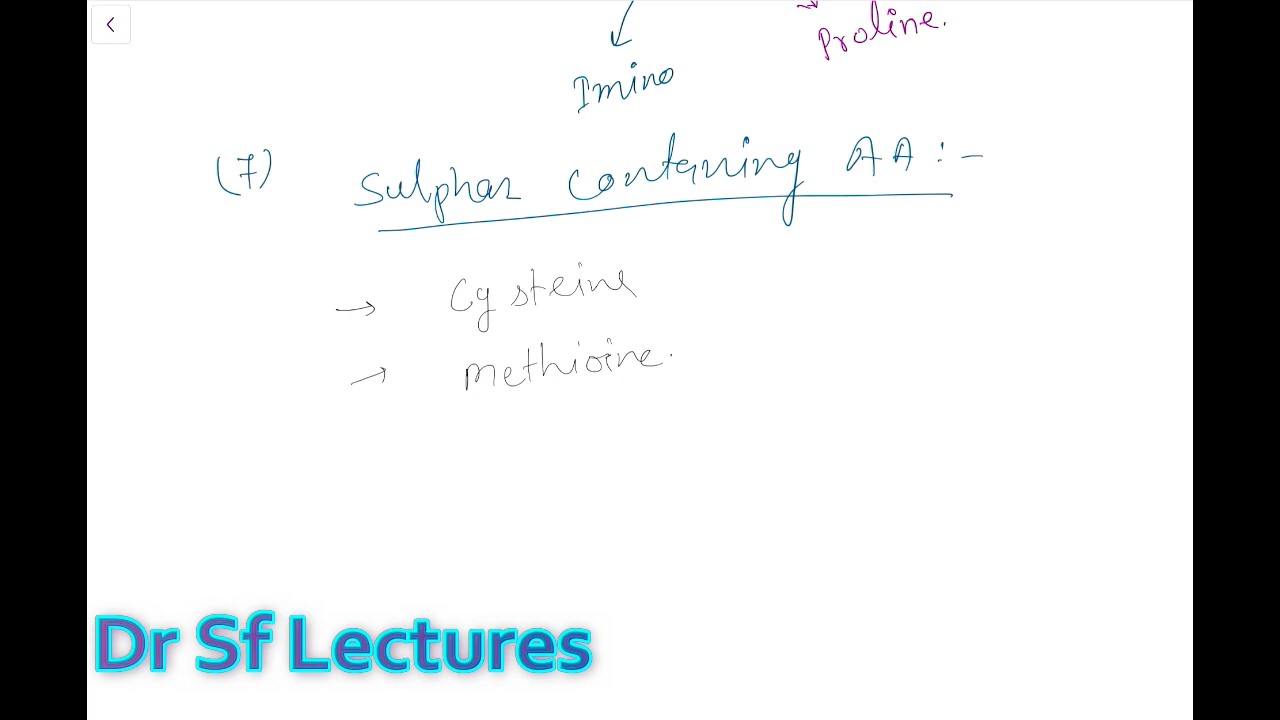 Proline.
Imino
(7) Sulphar containing AA :-
→ Cysteine
→ Methioine.
Dr Sf Lectures